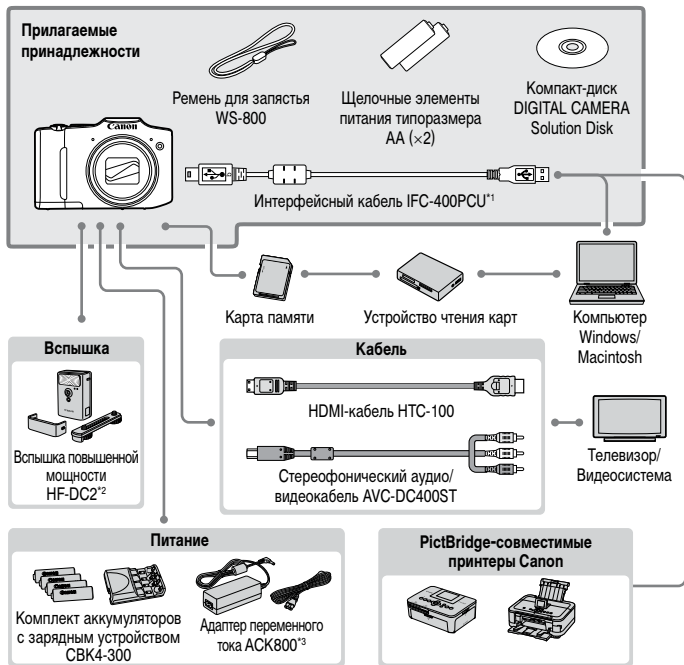 Прилагаемые
принадлежности
Ремень для запястья
WS-800
Щелочные элементы
питания типоразмера
AA (×2)
Компакт-диск
DIGITAL CAMERA
Solution Disk
Canon
Интерфейсный кабель IFC-400PCU*1
Карта памяти
Устройство чтения карт
Компьютер
Windows/
Macintosh
Вспышка
Вспышка повышенной
мощности
HF-DC2*2
Кабель
HDMI-кабель HTC-100
Стереофонический аудио/
видеокабель AVC-DC400ST
Телевизор/
Видеосистема
Питание
Комплект аккумуляторов
с зарядным устройством
CBK4-300
Адаптер переменного
тока ACK800*3
PictBridge-совместимые
принтеры Canon